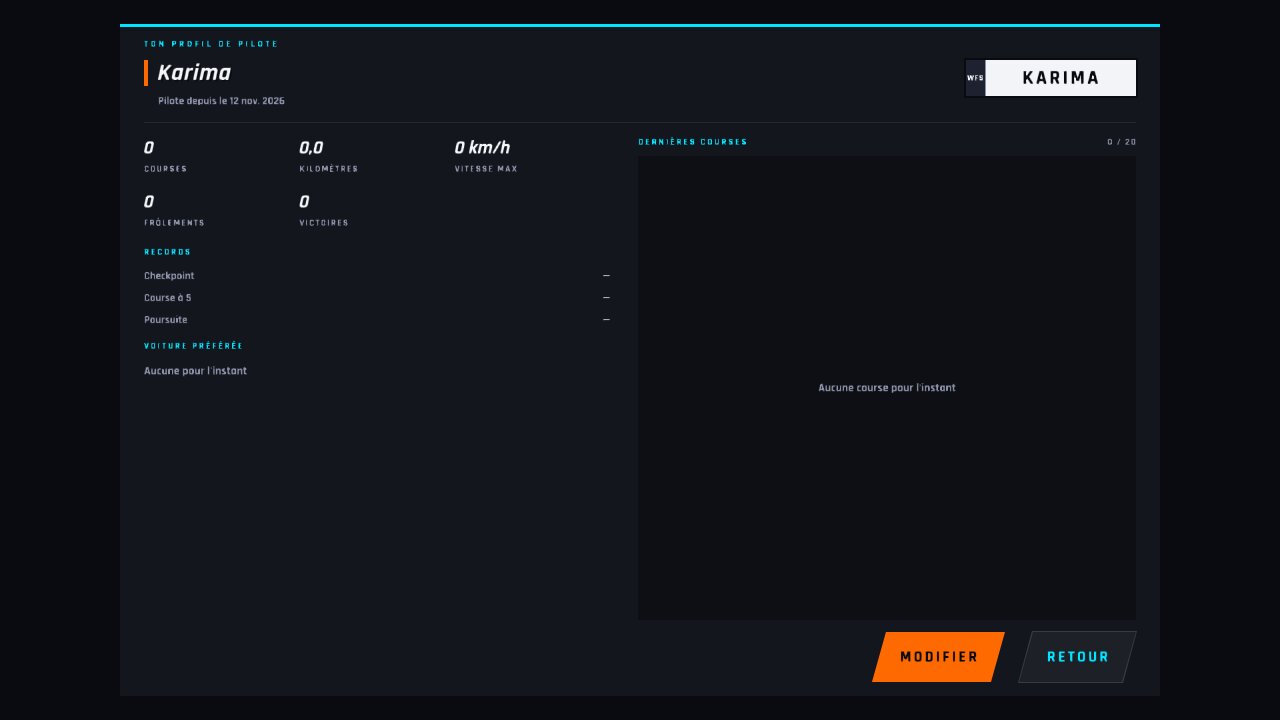 TON PROFIL DE PILOTE
Karima
Pilote depuis le 12 nov. 2026
WFS
KARIMA
0
COURSES
0,0
KILOMÈTRES
0 km/h
VITESSE MAX
0
FRÔLEMENTS
0
VICTOIRES
RECORDS
Checkpoint —
Course à 5 —
Poursuite —
VOITURE PRÉFÉRÉE
Aucune pour l'instant
DERNIÈRES COURSES
0 / 20
Aucune course pour l'instant
MODIFIER
RETOUR